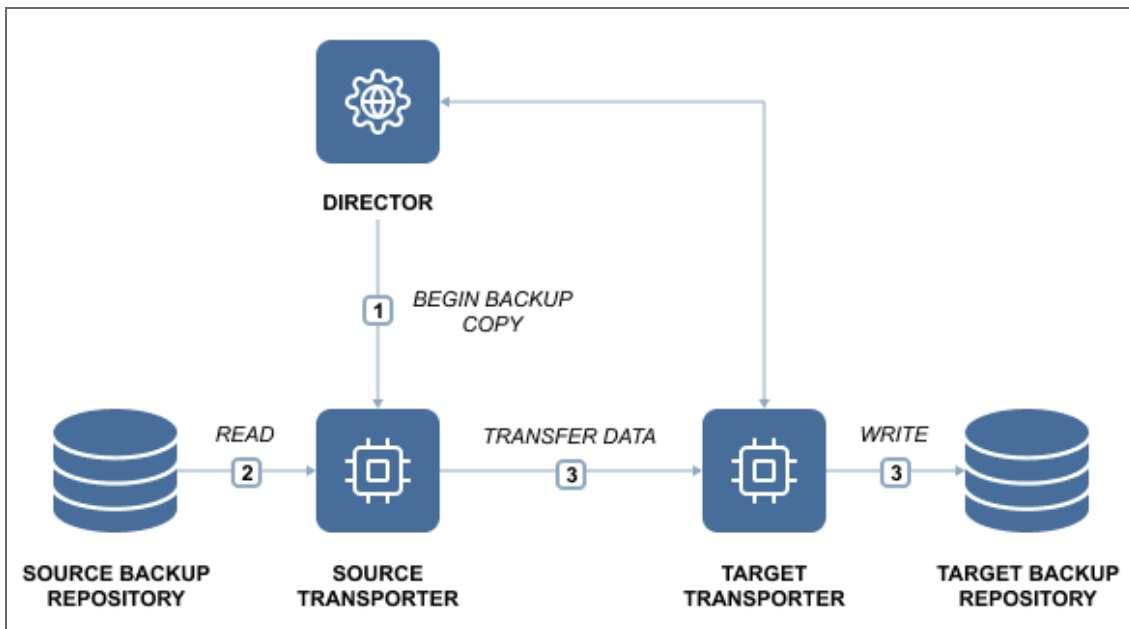 DIRECTOR
1
BEGIN BACKUP
COPY
READ
2
TRANSFER DATA
3
WRITE
3
SOURCE BACKUP
REPOSITORY
SOURCE
TRANSPORTER
TARGET
TRANSPORTER
TARGET BACKUP
REPOSITORY